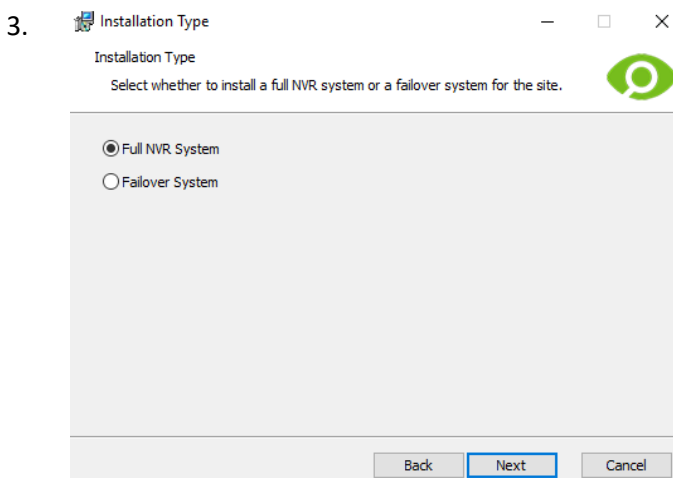 3.
Installation Type
Installation Type
Select whether to install a full NVR system or a failover system for the site.
Full NVR System
Failover System
Back Next Cancel